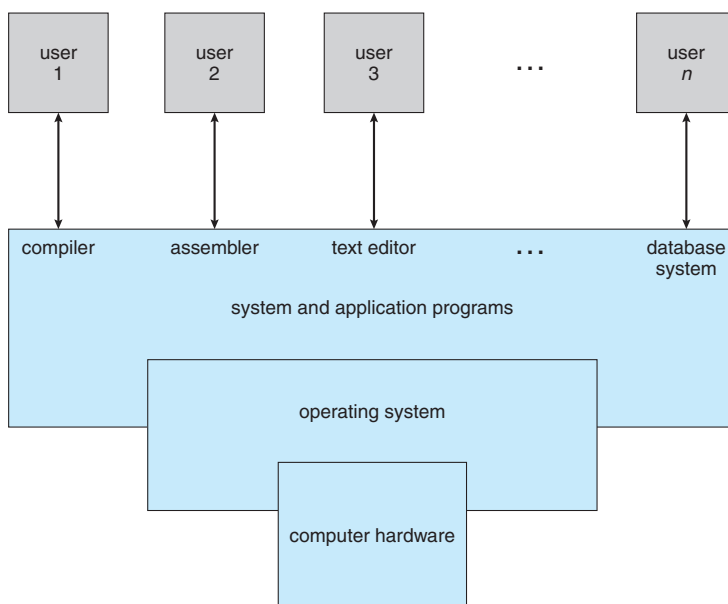 user
1
user
2
user
3
...
user
n
compiler
assembler
text editor
...
database
system
system and application programs
operating system
computer hardware